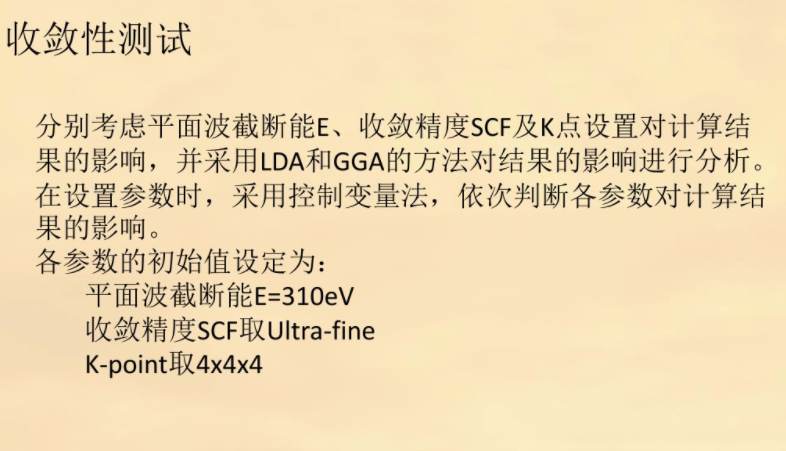 收敛性测试
分别考虑平面波截断能E、收敛精度SCF及K点设置对计算结
果的影响，并采用LDA和GGA的方法对结果的影响进行分析。
在设置参数时，采用控制变量法，依次判断各参数对计算结
果的影响。
各参数的初始值设定为：
平面波截断能E=310eV
收敛精度SCF取Ultra-fine
K-point取4x4x4